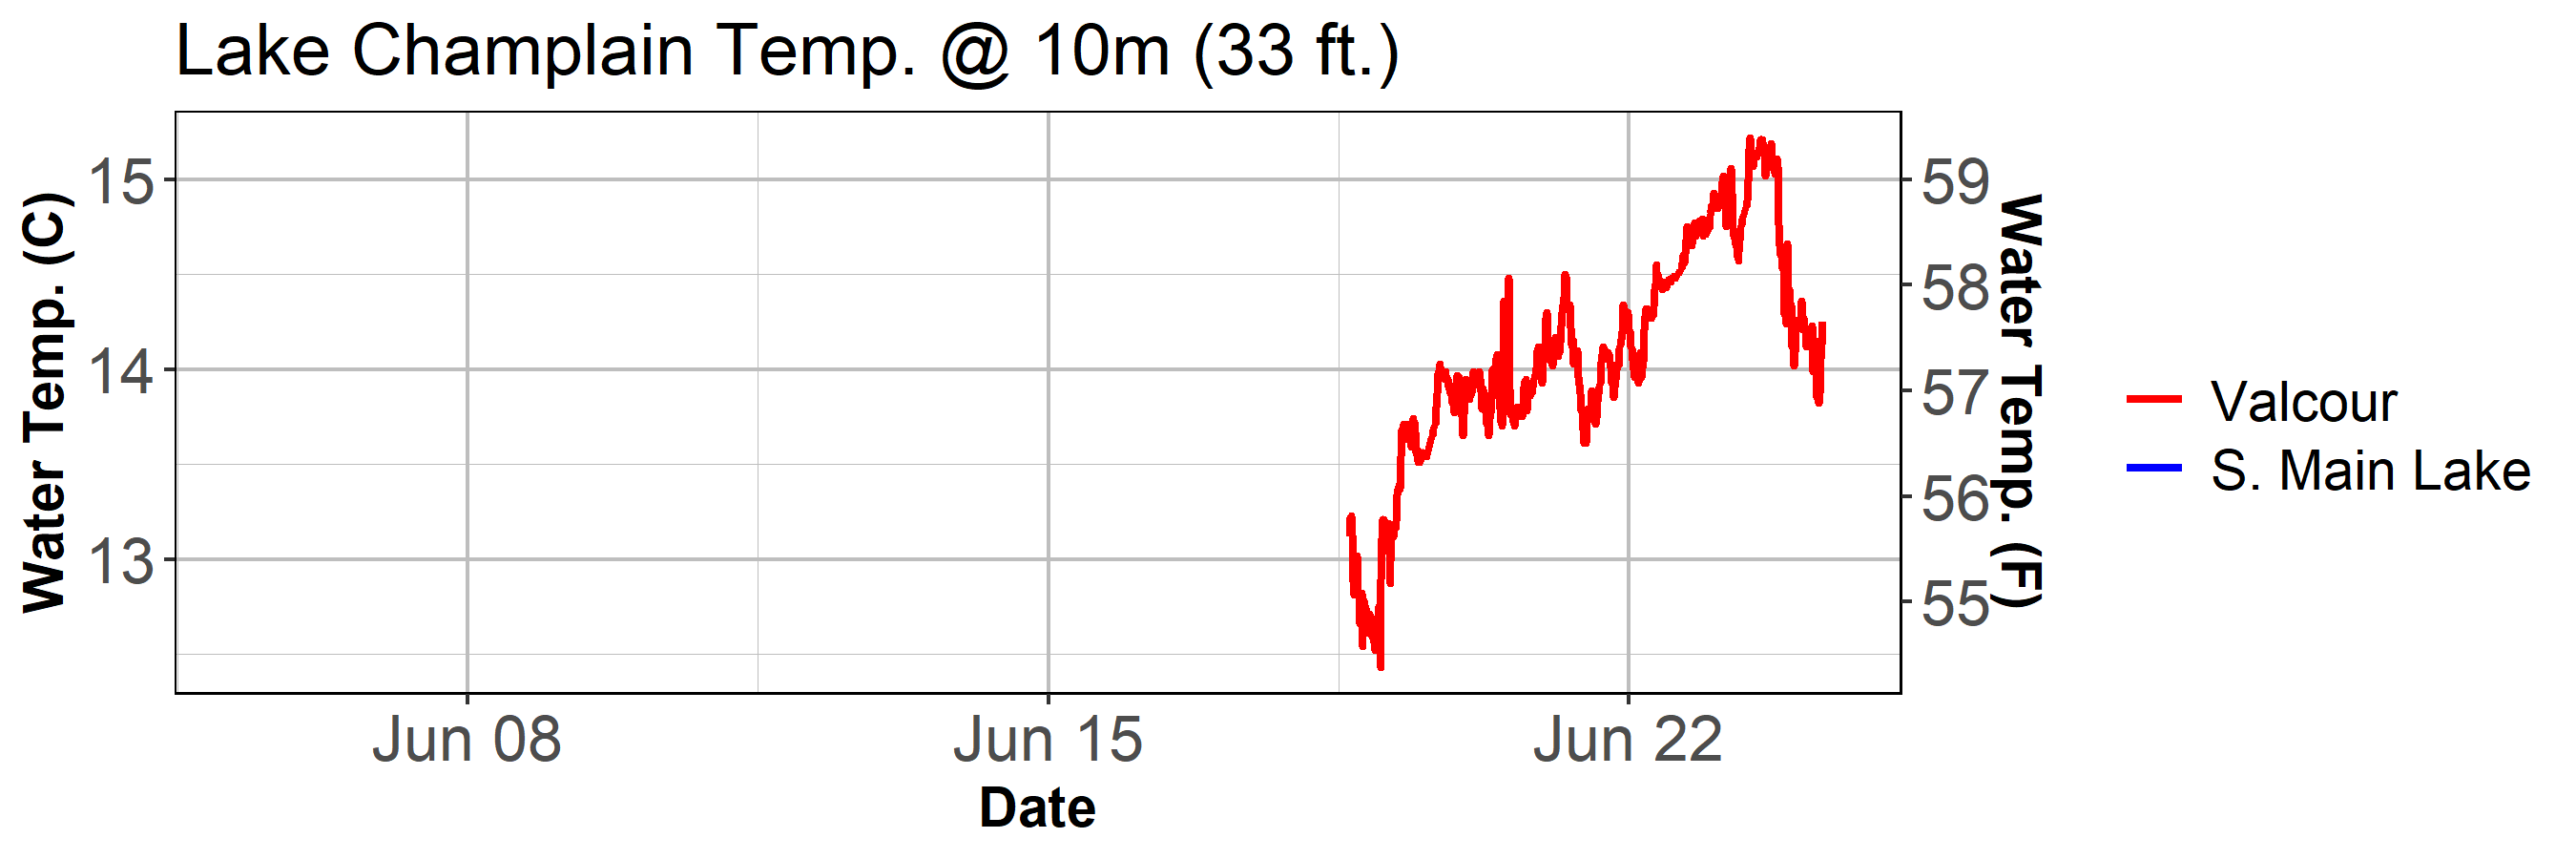 Lake Champlain Temp. @ 10m (33 ft.)
Water Temp. (C)
15
14
13
59
58
57
56
55
Water Temp. (F)
Jun 08
Jun 15
Jun 22
Date
Valcour
S. Main Lake